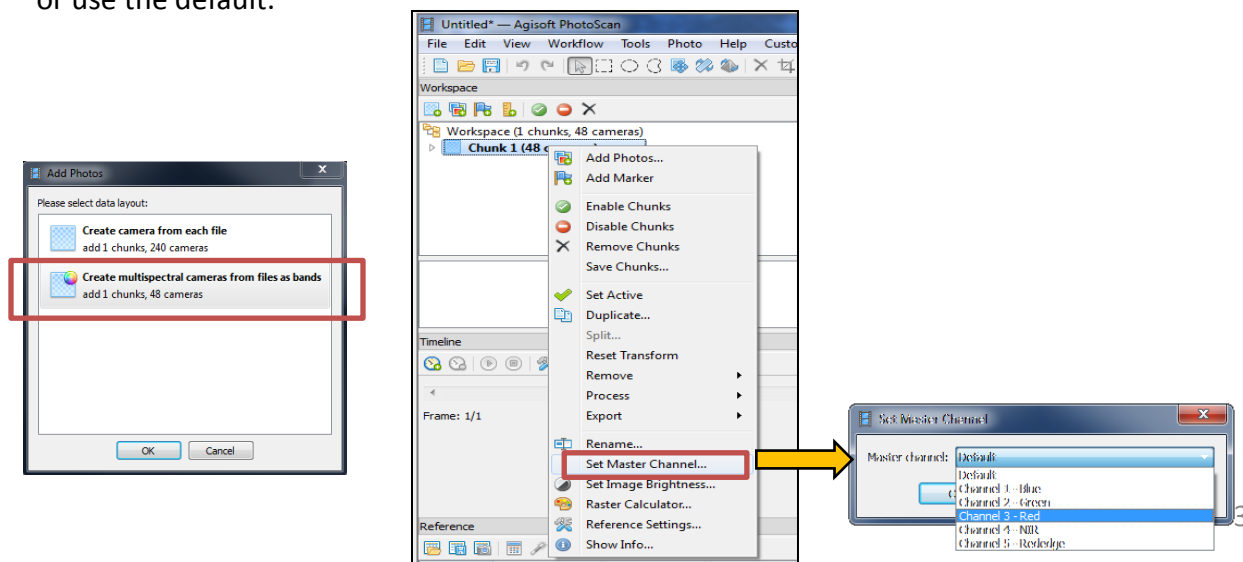 or use the default.
Add Photos
Please select data layout:
Create camera from each file
add 1 chunks, 240 cameras
Create multispectral cameras from files as bands
add 1 chunks, 48 cameras
OK Cancel
Untitled* — Agisoft PhotoScan
File Edit View Workflow Tools Photo Help Custo
Workspace
Workspace (1 chunks, 48 cameras)
Chunk 1 (48 c
Add Photos...
Add Marker
Enable Chunks
Disable Chunks
Remove Chunks
Save Chunks...
Set Active
Duplicate...
Split...
Reset Transform
Remove
Process
Export
Rename...
Set Master Channel...
Set Image Brightness...
Raster Calculator...
Reference Settings...
Show Info...
Timeline
Frame: 1/1
Reference
Set Master Channel
Master channel: Default
Default
Channel 1 - Blue
Channel 2 - Green
Channel 3 - Red
Channel 4 - NIR
Channel 5 - Rededge
3